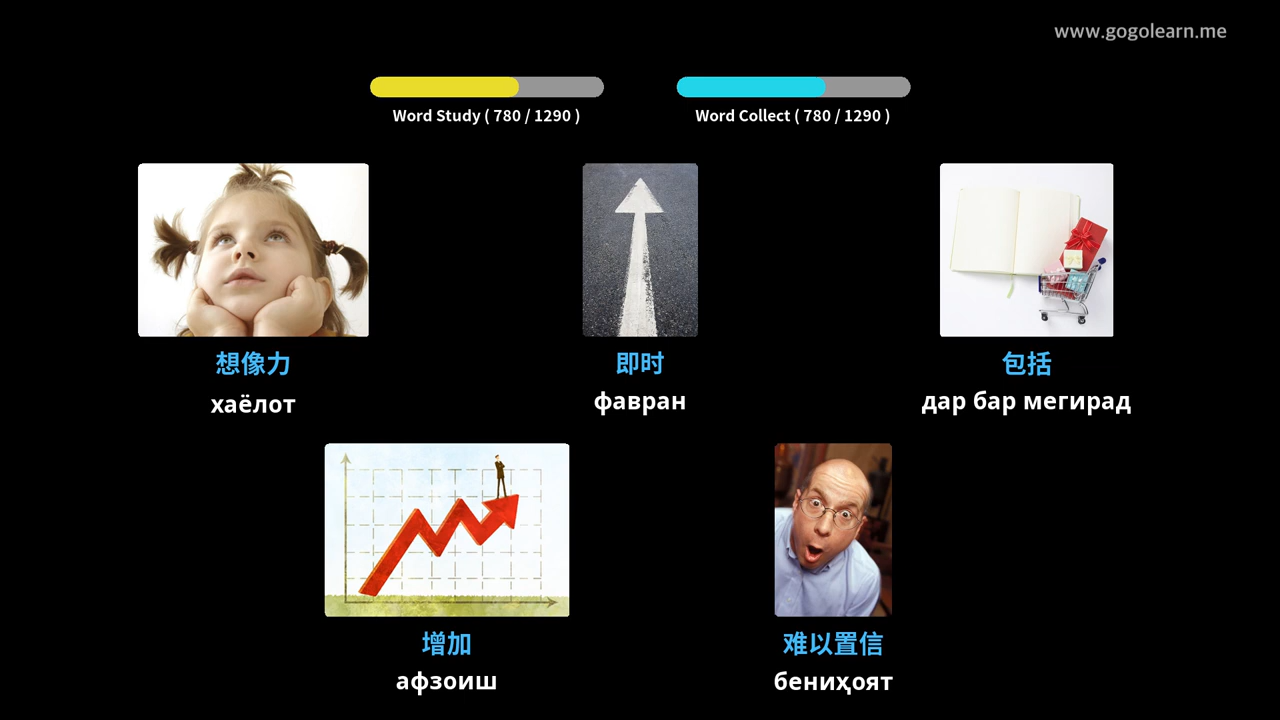 www.gogolearn.me
Word Study ( 780 / 1290 )
Word Collect ( 780 / 1290 )
想像力
即时
包括
хаёлот
фавран
дар бар мегирад
增加
难以置信
афзоиш
бениҳоят